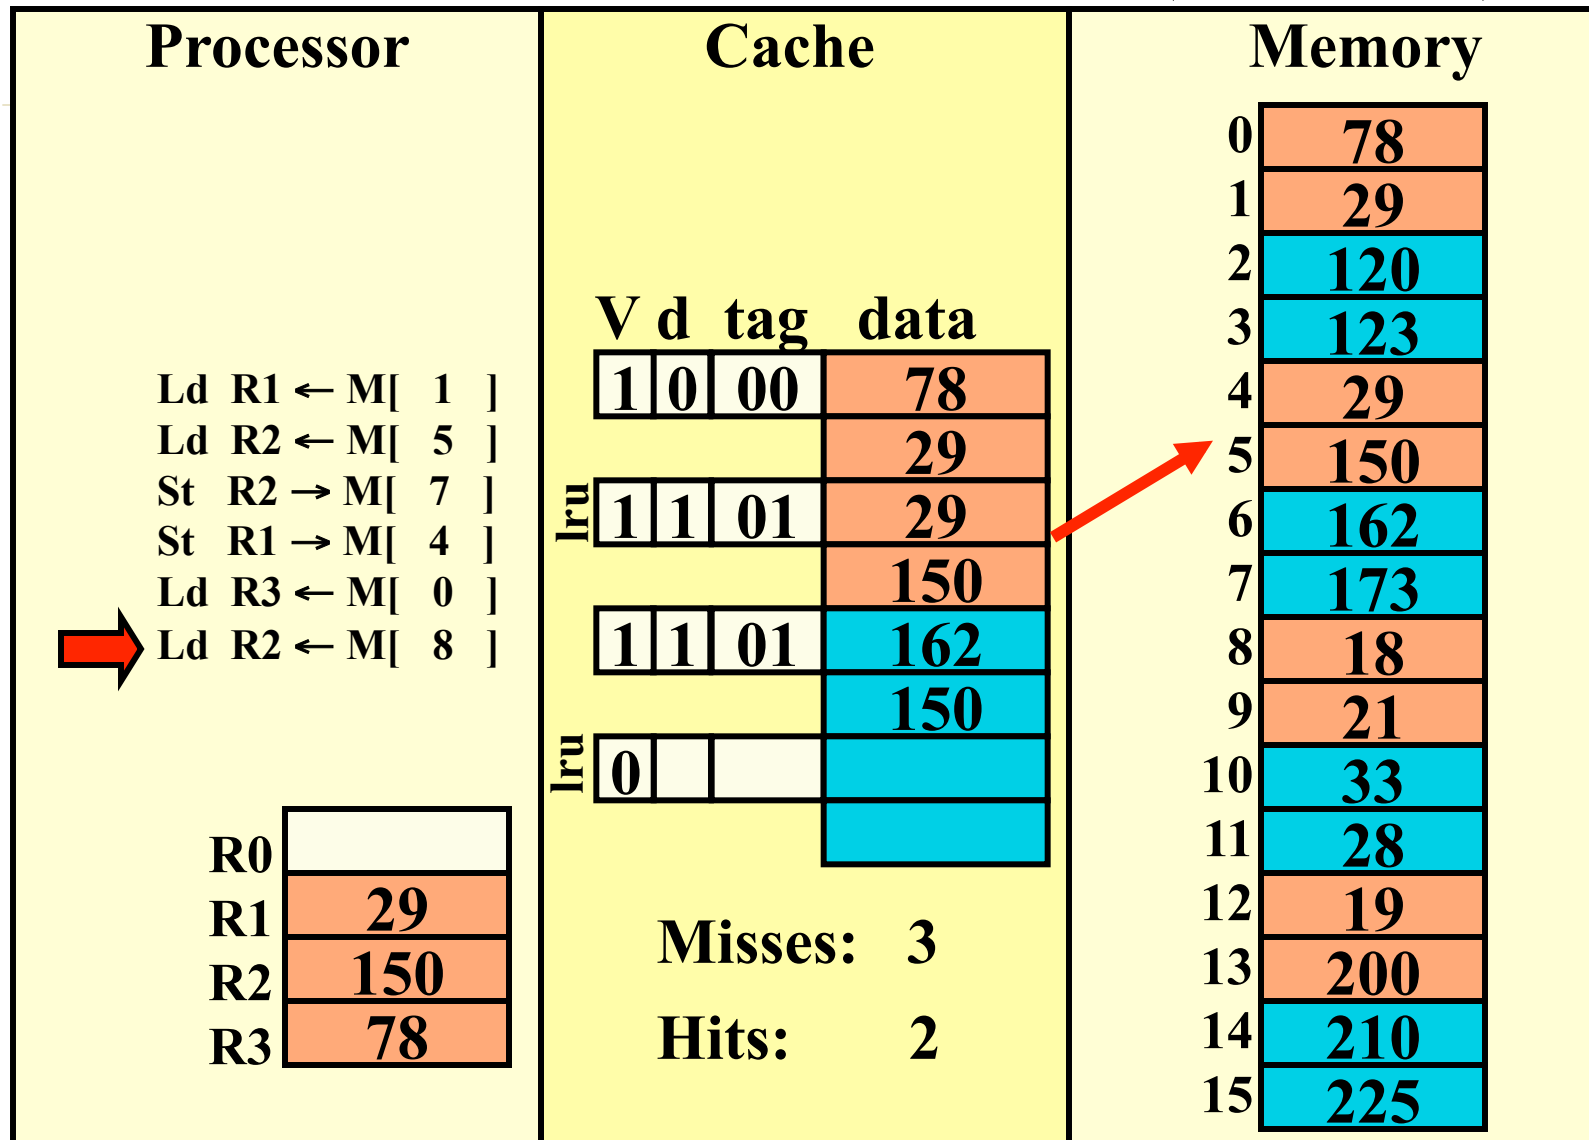 Processor
Cache
Memory
Ld R1 ← M[ 1 ]
Ld R2 ← M[ 5 ]
St R2 → M[ 7 ]
St R1 → M[ 4 ]
Ld R3 ← M[ 0 ]
Ld R2 ← M[ 8 ]
R0
R1 29
R2 150
R3 78
V d tag data
1 0 00 78
29
lru 1 1 01 29
150
1 1 01 162
150
lru 0
Misses: 3
Hits: 2
0 78
1 29
2 120
3 123
4 29
5 150
6 162
7 173
8 18
9 21
10 33
11 28
12 19
13 200
14 210
15 225